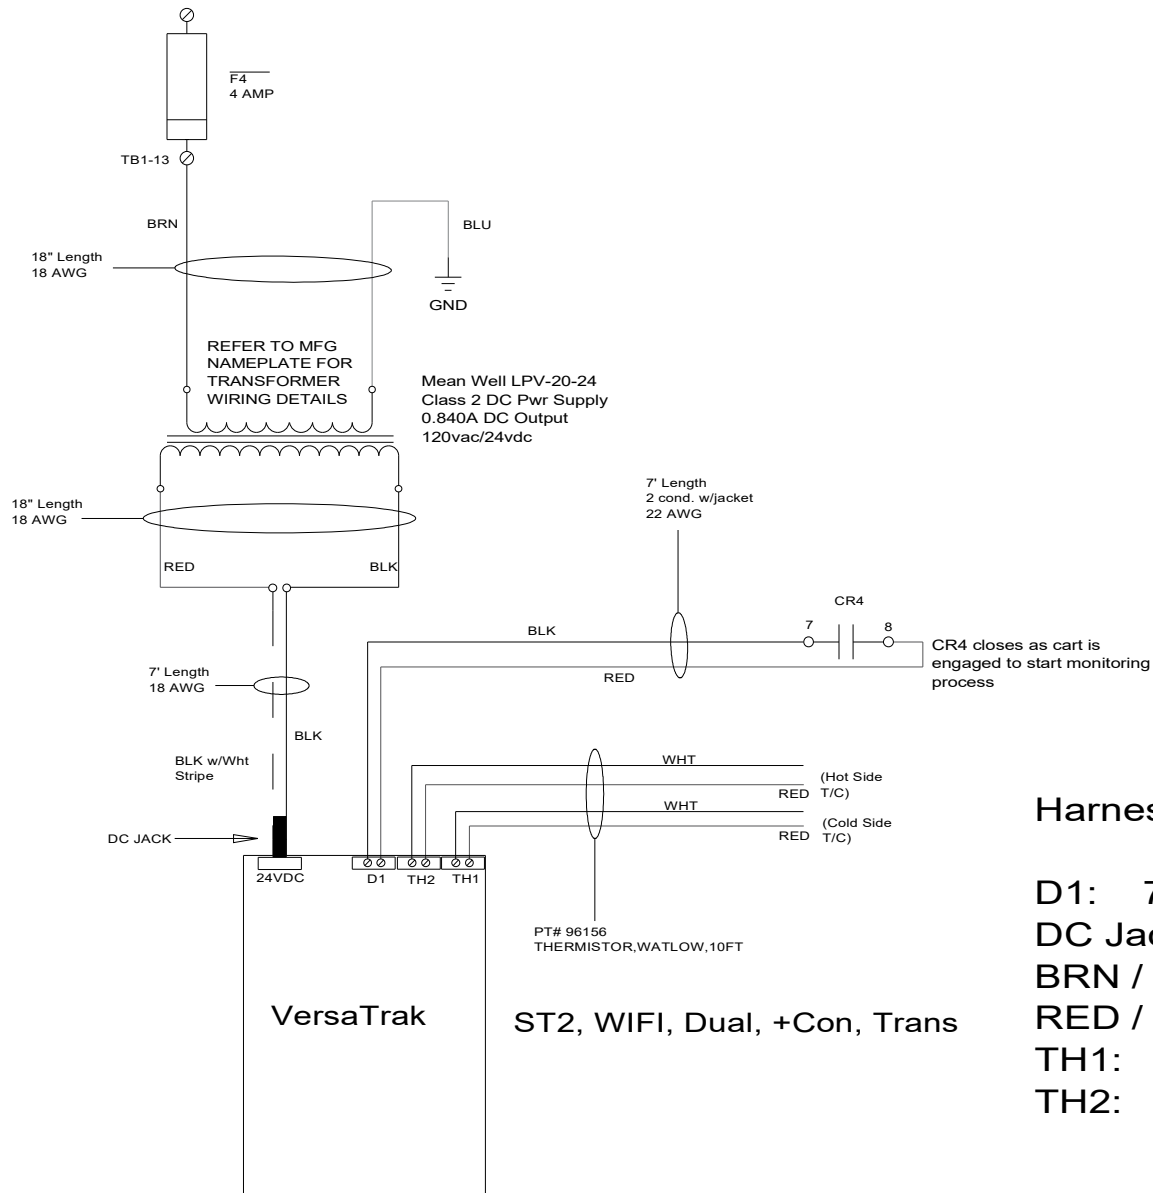 F4
4 AMP
TB1-13
BRN
BLU
18" Length
18 AWG
GND
REFER TO MFG
NAMEPLATE FOR
TRANSFORMER
WIRING DETAILS
Mean Well LPV-20-24
Class 2 DC Pwr Supply
0.840A DC Output
120vac/24vdc
18" Length
18 AWG
RED
BLK
7' Length
2 cond. w/jacket
22 AWG
CR4
7
8
BLK
RED
CR4 closes as cart is
engaged to start monitoring
process
7' Length
18 AWG
BLK
BLK w/Wht
Stripe
WHT
RED
(Hot Side
T/C)
WHT
RED
(Cold Side
T/C)
DC JACK
24VDC
D1
TH2
TH1
PT# 96156
THERMISTOR,WATLOW,10FT
VersaTrak
ST2, WIFI, Dual, +Con, Trans
Harnes
D1: 7
DC Jac
BRN /
RED /
TH1:
TH2: